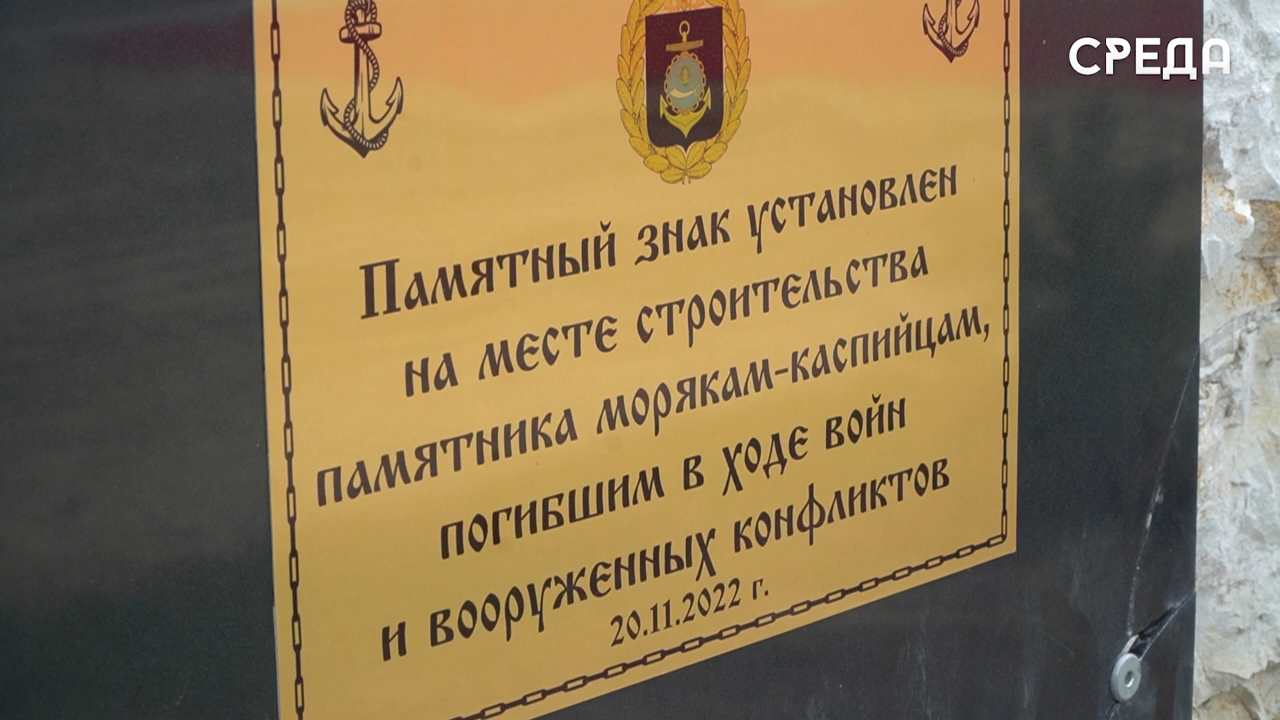 СРЕДА
Памятный знак установлен
на месте строительства
памятника морякам-каспийцам,
погибшим в ходе войн
и вооруженных конфликтов
20.11.2022 г.